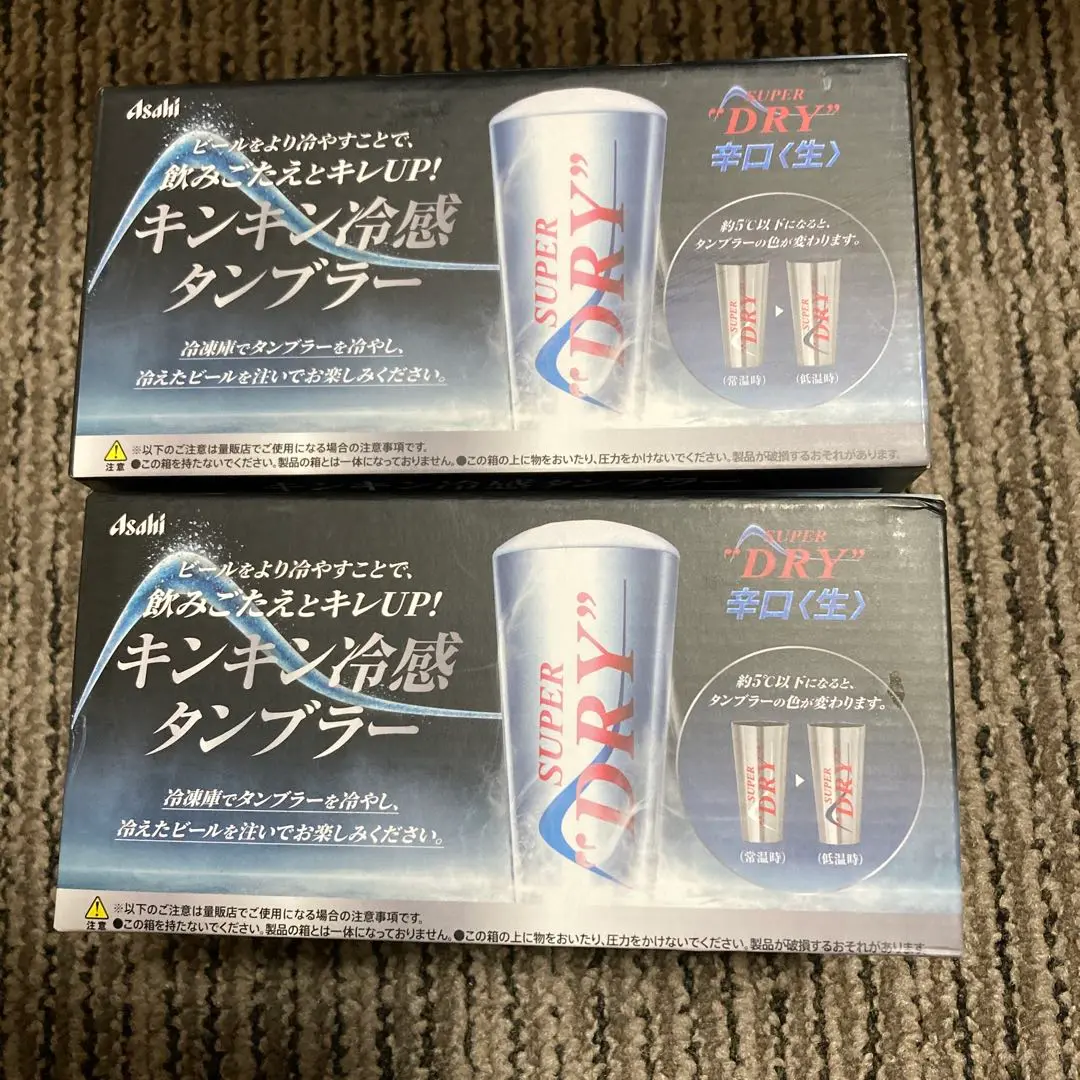 Asahi
ビールをより冷やすことで、
飲みごたえとキレUP!
キンキン冷感
タンブラー
冷凍庫でタンブラーを冷やし、
冷えたビールを注いでお楽しみください。
SUPER
"DRY"
SUPER
"DRY"
辛口〈生〉
約5℃以下になると、
タンブラーの色が変わります。
SUPER
"DRY"
SUPER
"DRY"
(常温時)
(低温時)
注意
※以下のご注意は量販店でご使用になる場合の注意事項です。
●この箱を持たないでください。製品の箱とは一体になっておりません。●この箱の上に物をおいたり、圧力をかけないでください。製品が破損するおそれがあります。
キンキン冷感タンブラー
Asahi
ビールをより冷やすことで、
飲みごたえとキレUP!
キンキン冷感
タンブラー
冷凍庫でタンブラーを冷やし、
冷えたビールを注いでお楽しみください。
SUPER
"DRY"
SUPER
"DRY"
辛口〈生〉
約5℃以下になると、
タンブラーの色が変わります。
SUPER
"DRY"
SUPER
"DRY"
(常温時)
(低温時)
注意
※以下のご注意は量販店でご使用になる場合の注意事項です。
●この箱を持たないでください。製品の箱とは一体になっておりません。●この箱の上に物をおいたり、圧力をかけないでください。製品が破損するおそれがあります。